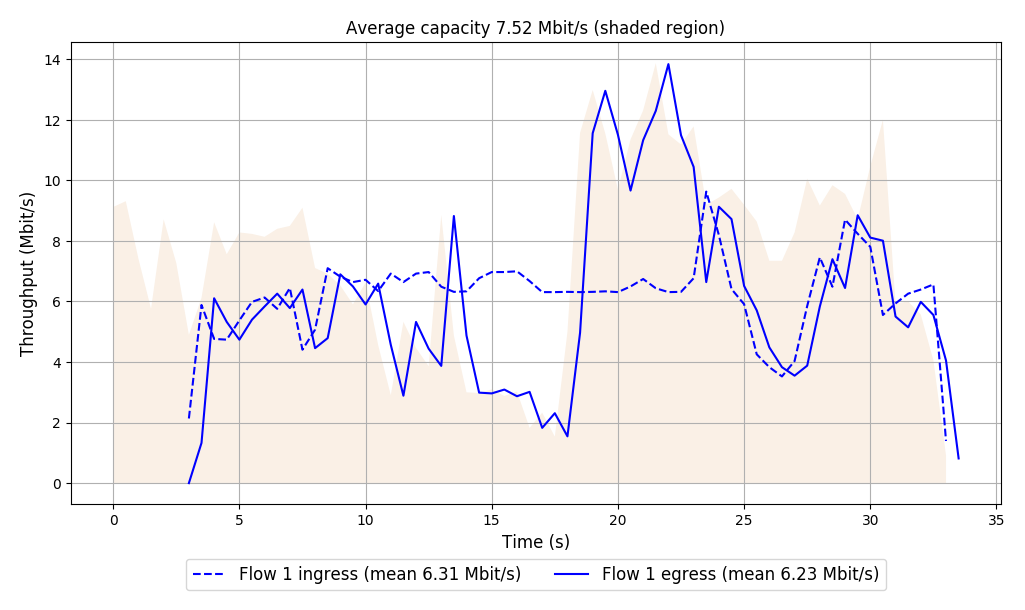 Average capacity 7.52 Mbit/s (shaded region)
Throughput (Mbit/s)
14
12
10
8
6
4
2
0
0 5 10 15 20 25 30 35
Time (s)
Flow 1 ingress (mean 6.31 Mbit/s) Flow 1 egress (mean 6.23 Mbit/s)